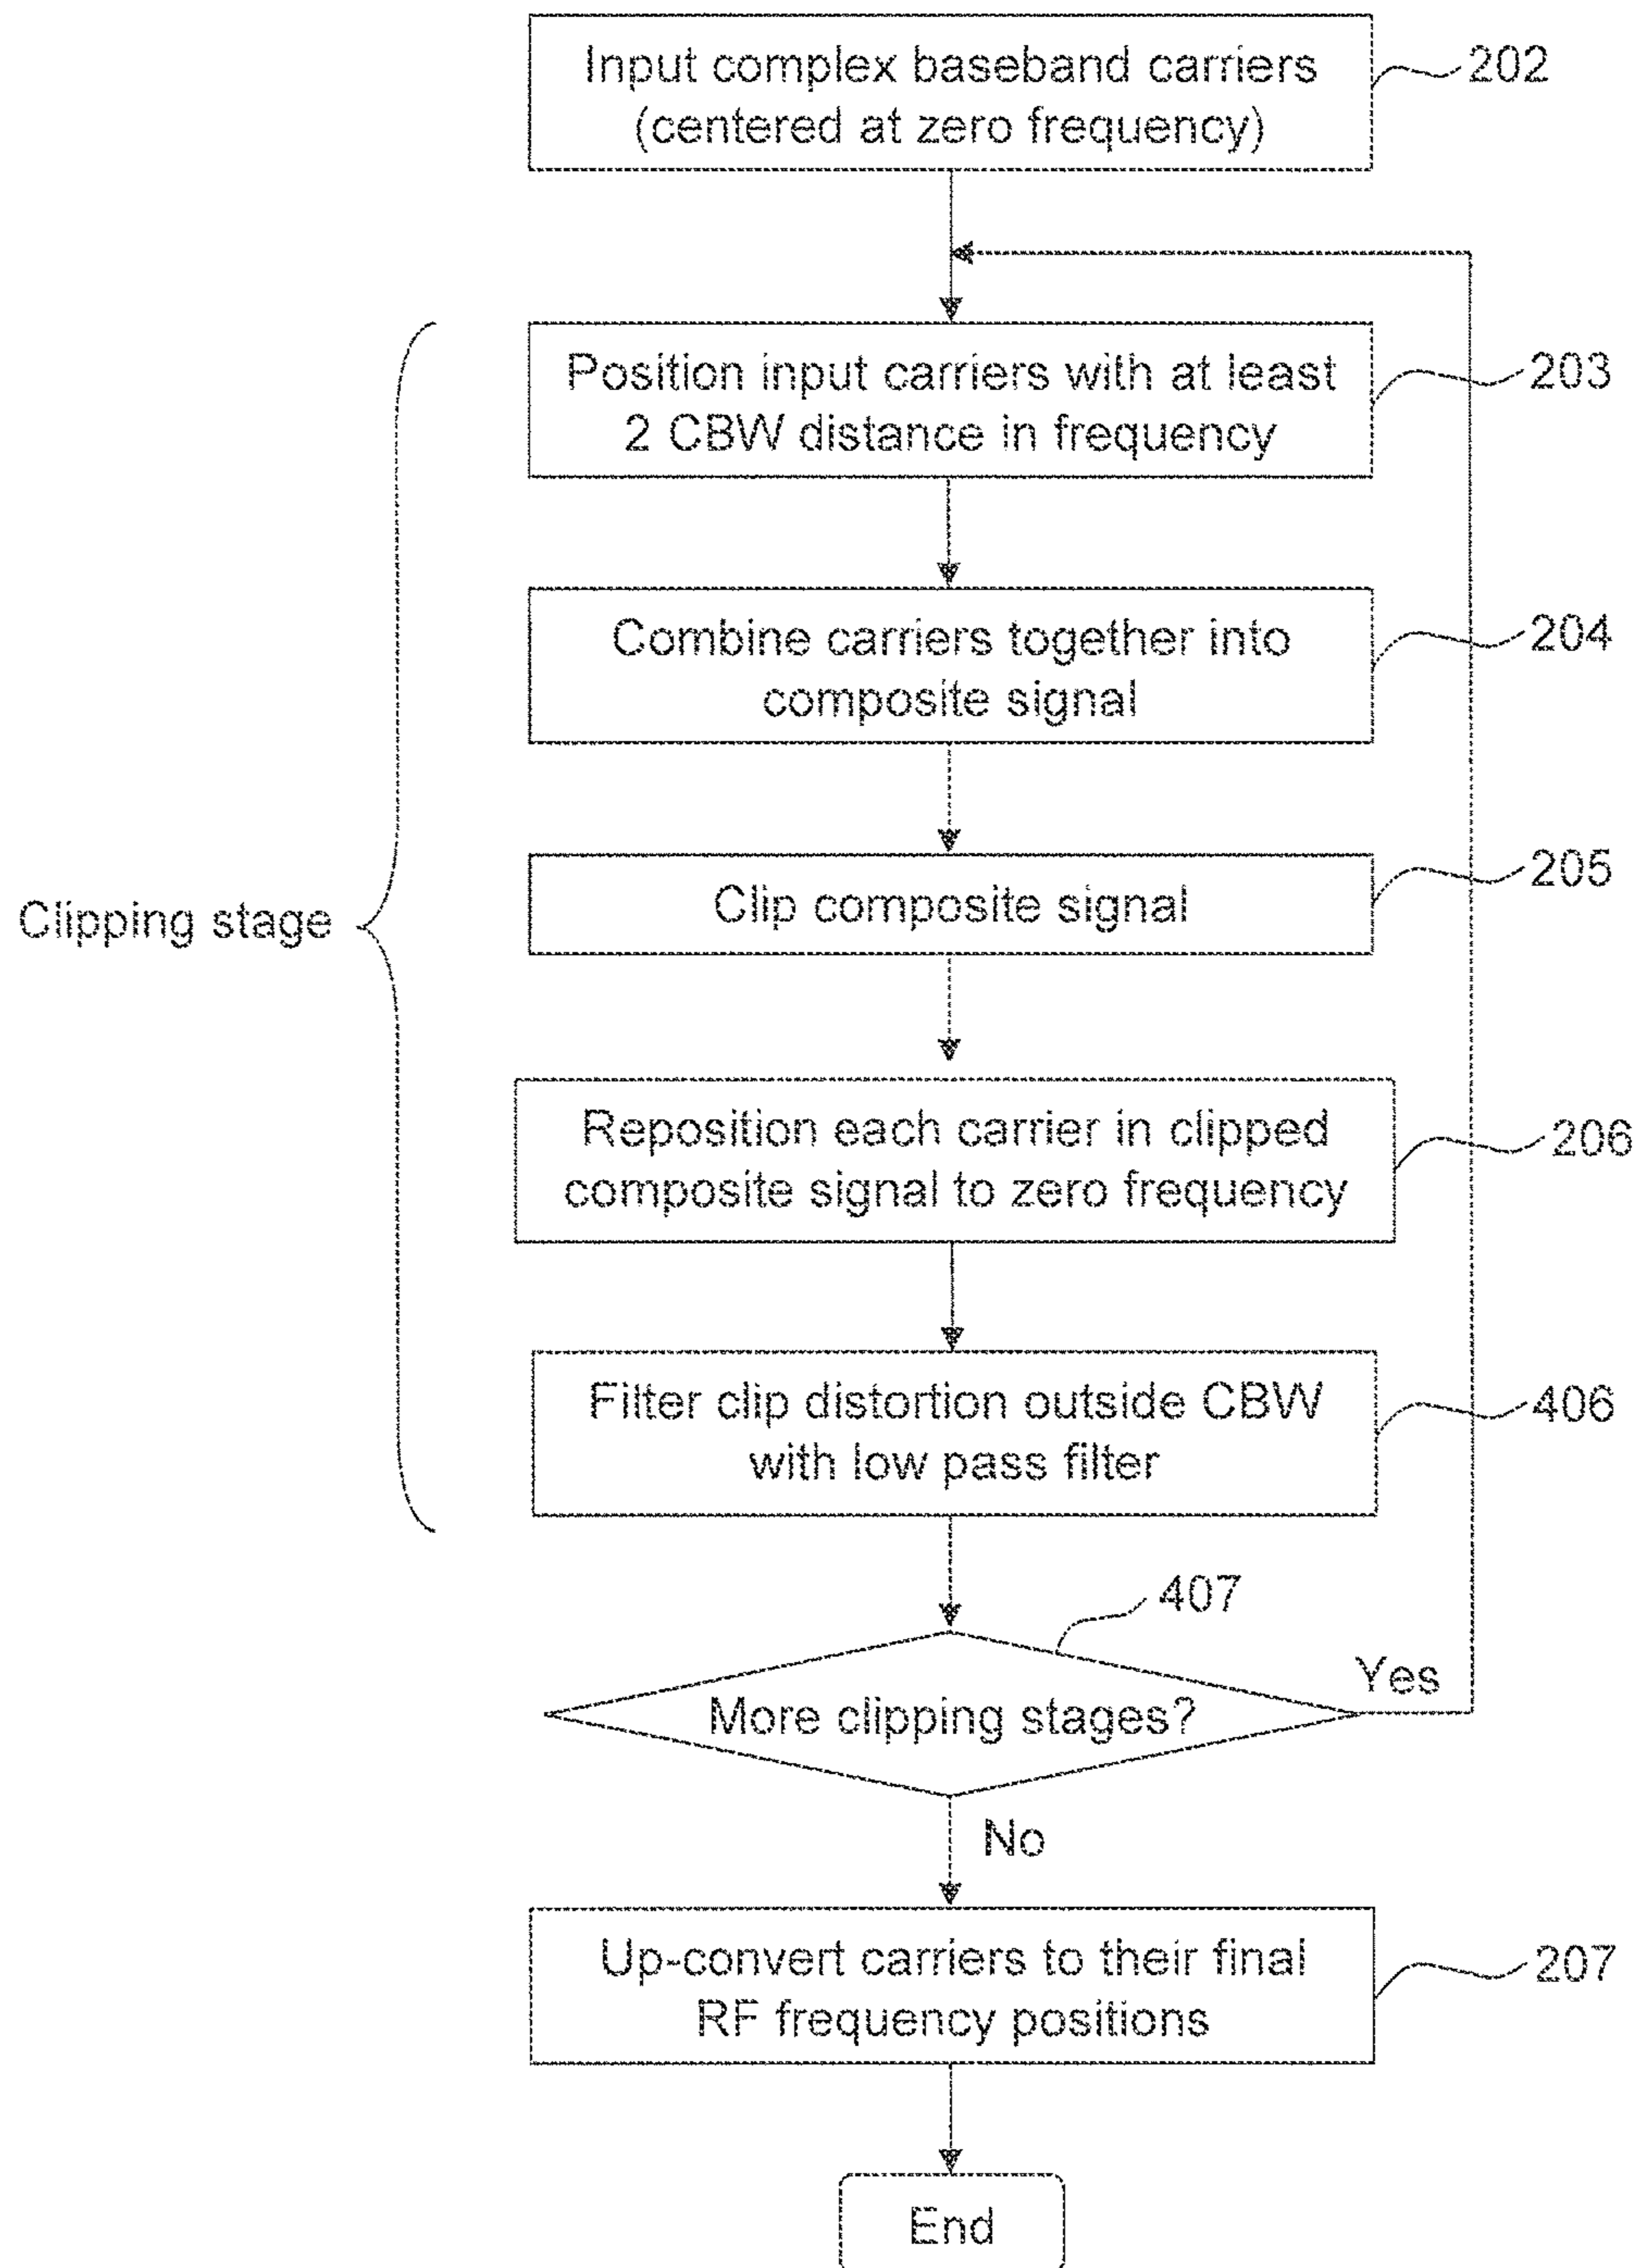 Input complex baseband carriers
(centered at zero frequency)
202
Position input carriers with at least
2 CBW distance in frequency
203
Combine carriers together into
composite signal
204
Clipping stage
Clip composite signal
205
Reposition each carrier in clipped
composite signal to zero frequency
206
Filter clip distortion outside CBW
with low pass filter
406
407
More clipping stages?
Yes
No
Up-convert carriers to their final
RF frequency positions
207
End